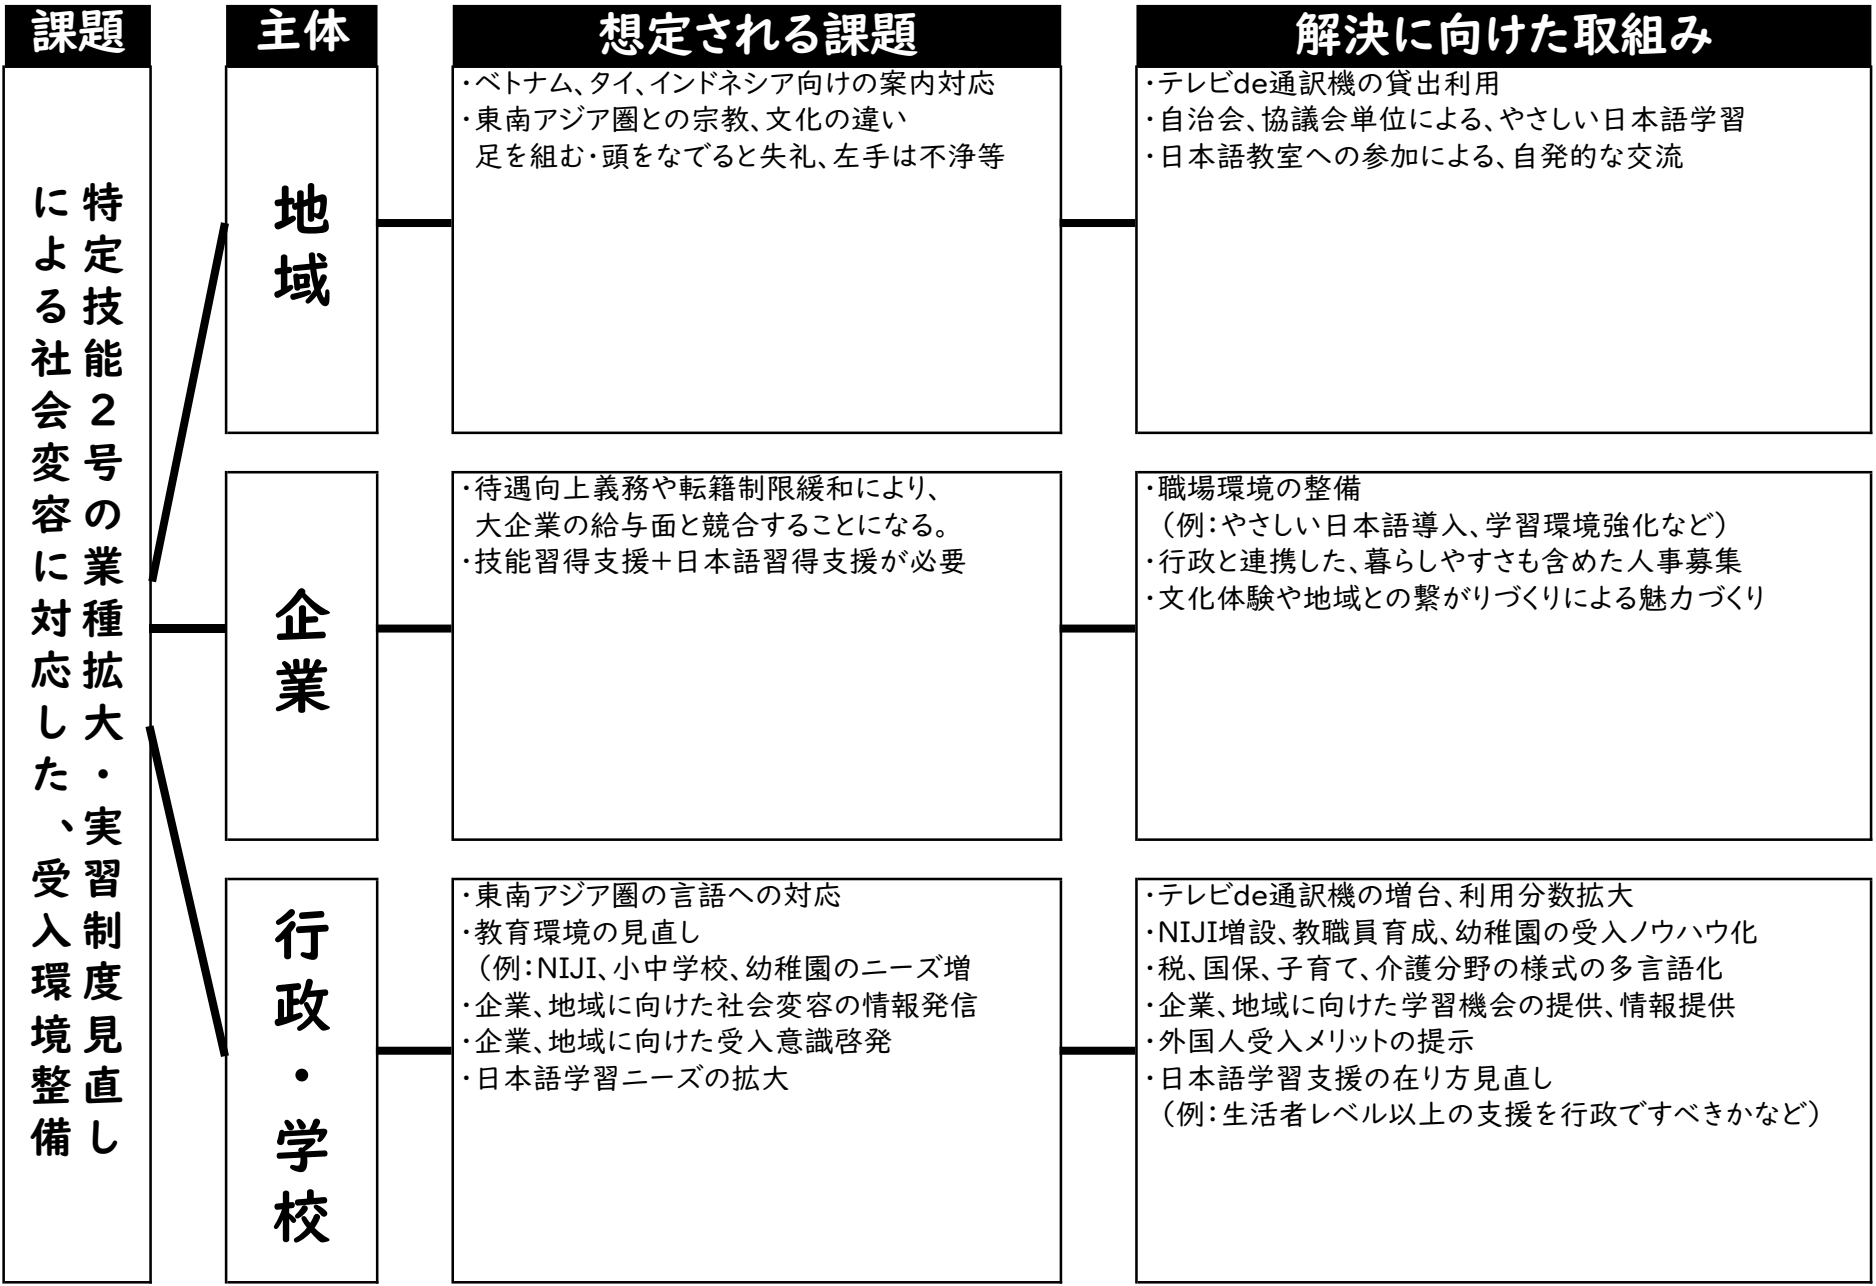 課題
主体
想定される課題
解決に向けた取組み
特定技能２号の業種拡大・実習制度見直し
による社会変容に対応した、受入環境整備
地域
・ベトナム、タイ、インドネシア向けの案内対応
・東南アジア圏との宗教、文化の違い
足を組む・頭をなでると失礼、左手は不浄等
・テレビde通訳機の貸出利用
・自治会、協議会単位による、やさしい日本語学習
・日本語教室への参加による、自発的な交流
企業
・待遇向上義務や転籍制限緩和により、
大企業の給与面と競合することになる。
・技能習得支援＋日本語習得支援が必要
・職場環境の整備
（例：やさしい日本語導入、学習環境強化など）
・行政と連携した、暮らしやすさも含めた人事募集
・文化体験や地域との繋がりづくりによる魅力づくり
行政・学校
・東南アジア圏の言語への対応
・教育環境の見直し
（例：NIJI、小中学校、幼稚園のニーズ増
・企業、地域に向けた社会変容の情報発信
・企業、地域に向けた受入意識啓発
・日本語学習ニーズの拡大
・テレビde通訳機の増台、利用分数拡大
・NIJI増設、教職員育成、幼稚園の受入ノウハウ化
・税、国保、子育て、介護分野の様式の多言語化
・企業、地域に向けた学習機会の提供、情報提供
・外国人受入メリットの提示
・日本語学習支援の在り方見直し
（例：生活者レベル以上の支援を行政ですべきかなど）